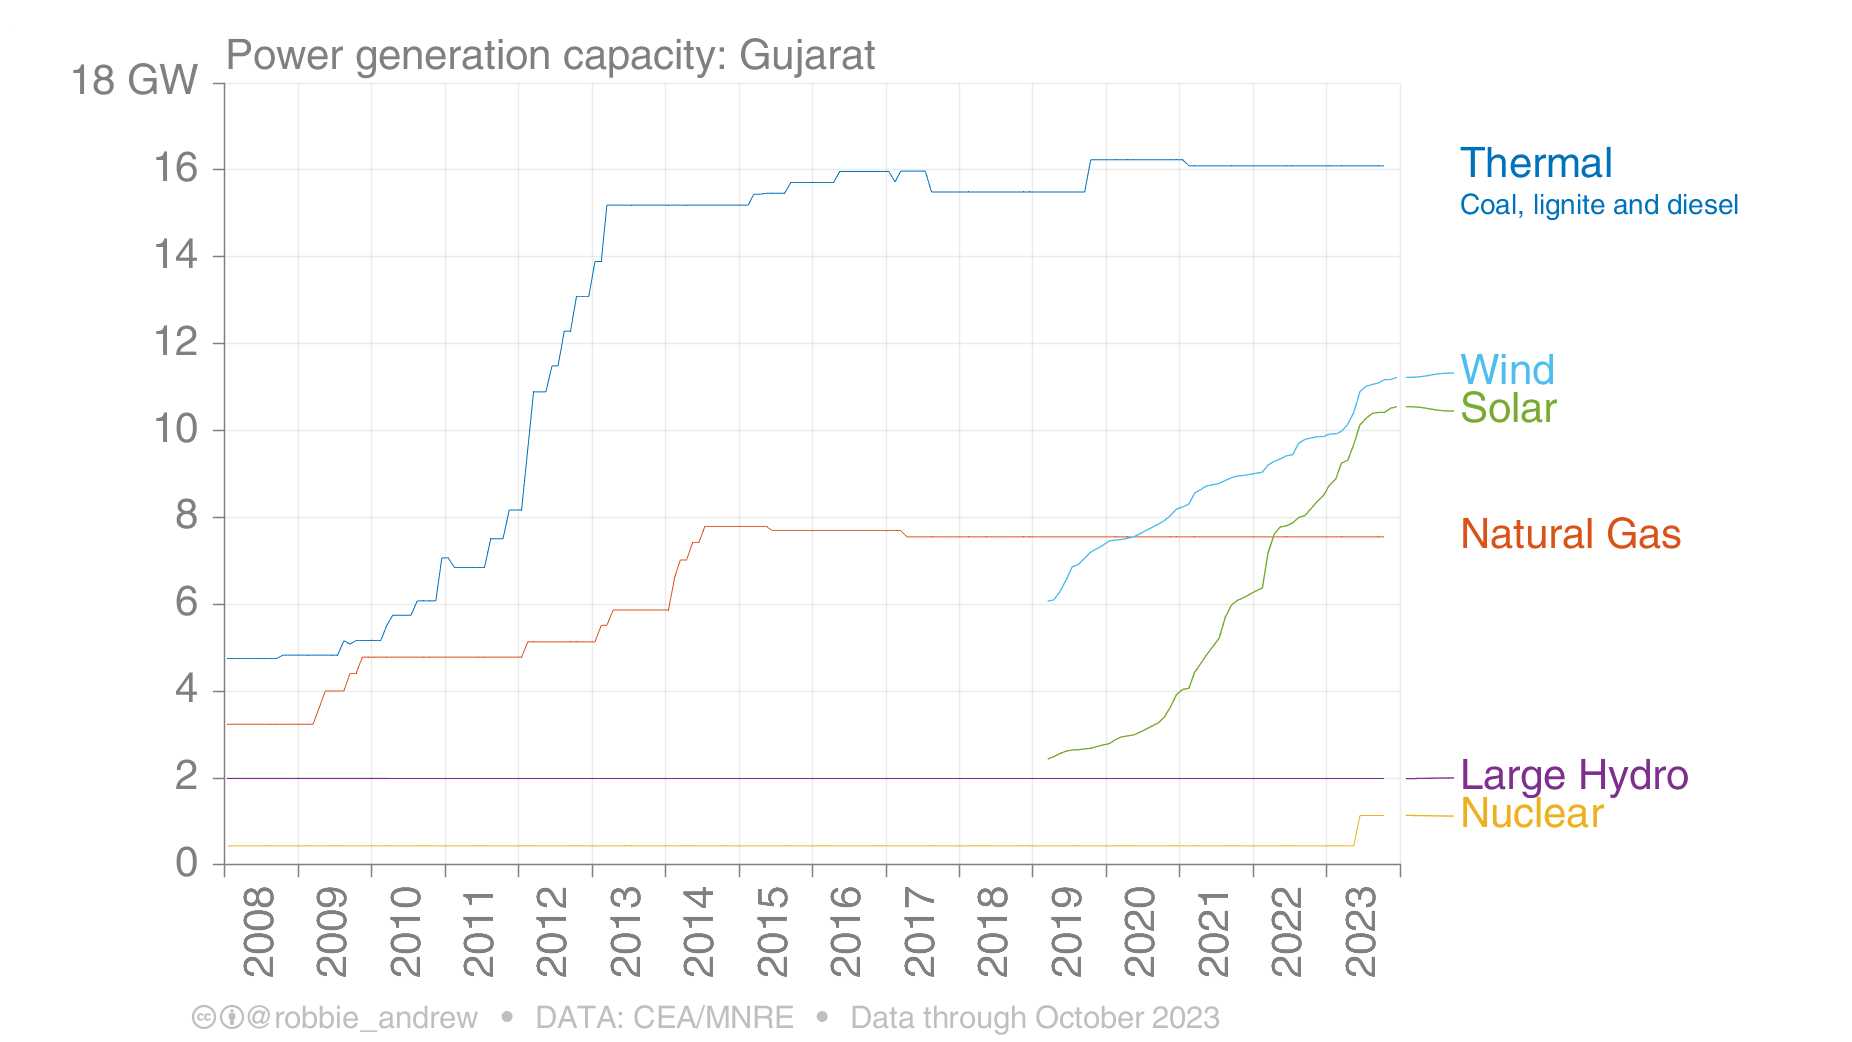 Power generation capacity: Gujarat
18 GW
16
14
12
10
8
6
4
2
0
2008
2009
2010
2011
2012
2013
2014
2015
2016
2017
2018
2019
2020
2021
2022
2023
Thermal
Coal, lignite and diesel
Wind
Solar
Natural Gas
Large Hydro
Nuclear
cc @robbie_andrew • DATA: CEA/MNRE • Data through October 2023